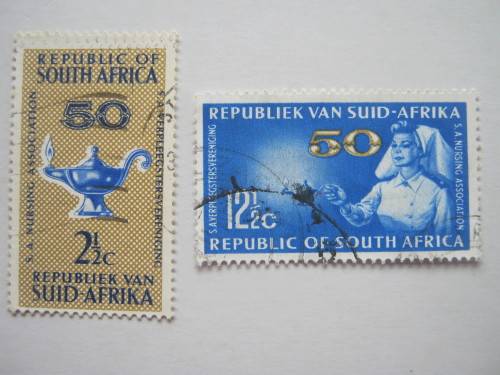 REPUBLIC OF
SOUTH AFRICA
50
S.A. NURSING ASSOCIATION
S.A.VERPLEEGSTERSVERENIGING
2½c
REPUBLIEK VAN
SUID-AFRIKA
REPUBLIEK VAN SUID-AFRIKA
50
S.A.VERPLEEGSTERSVERENIGING
S.A. NURSING ASSOCIATION
12½c
REPUBLIC OF SOUTH AFRICA